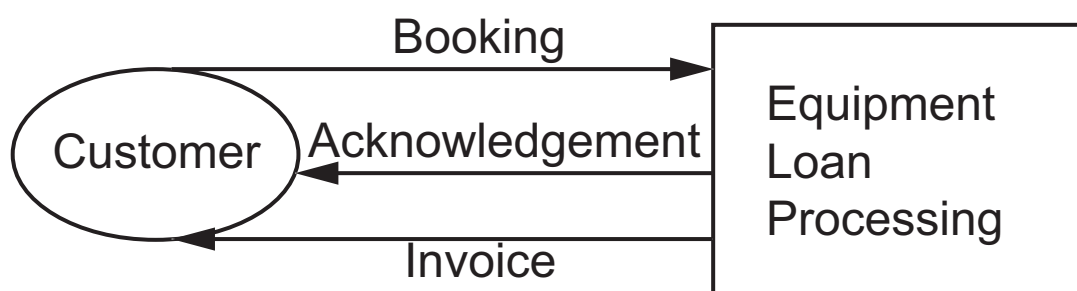 Booking
Customer
Acknowledgement
Invoice
Equipment
Loan
Processing